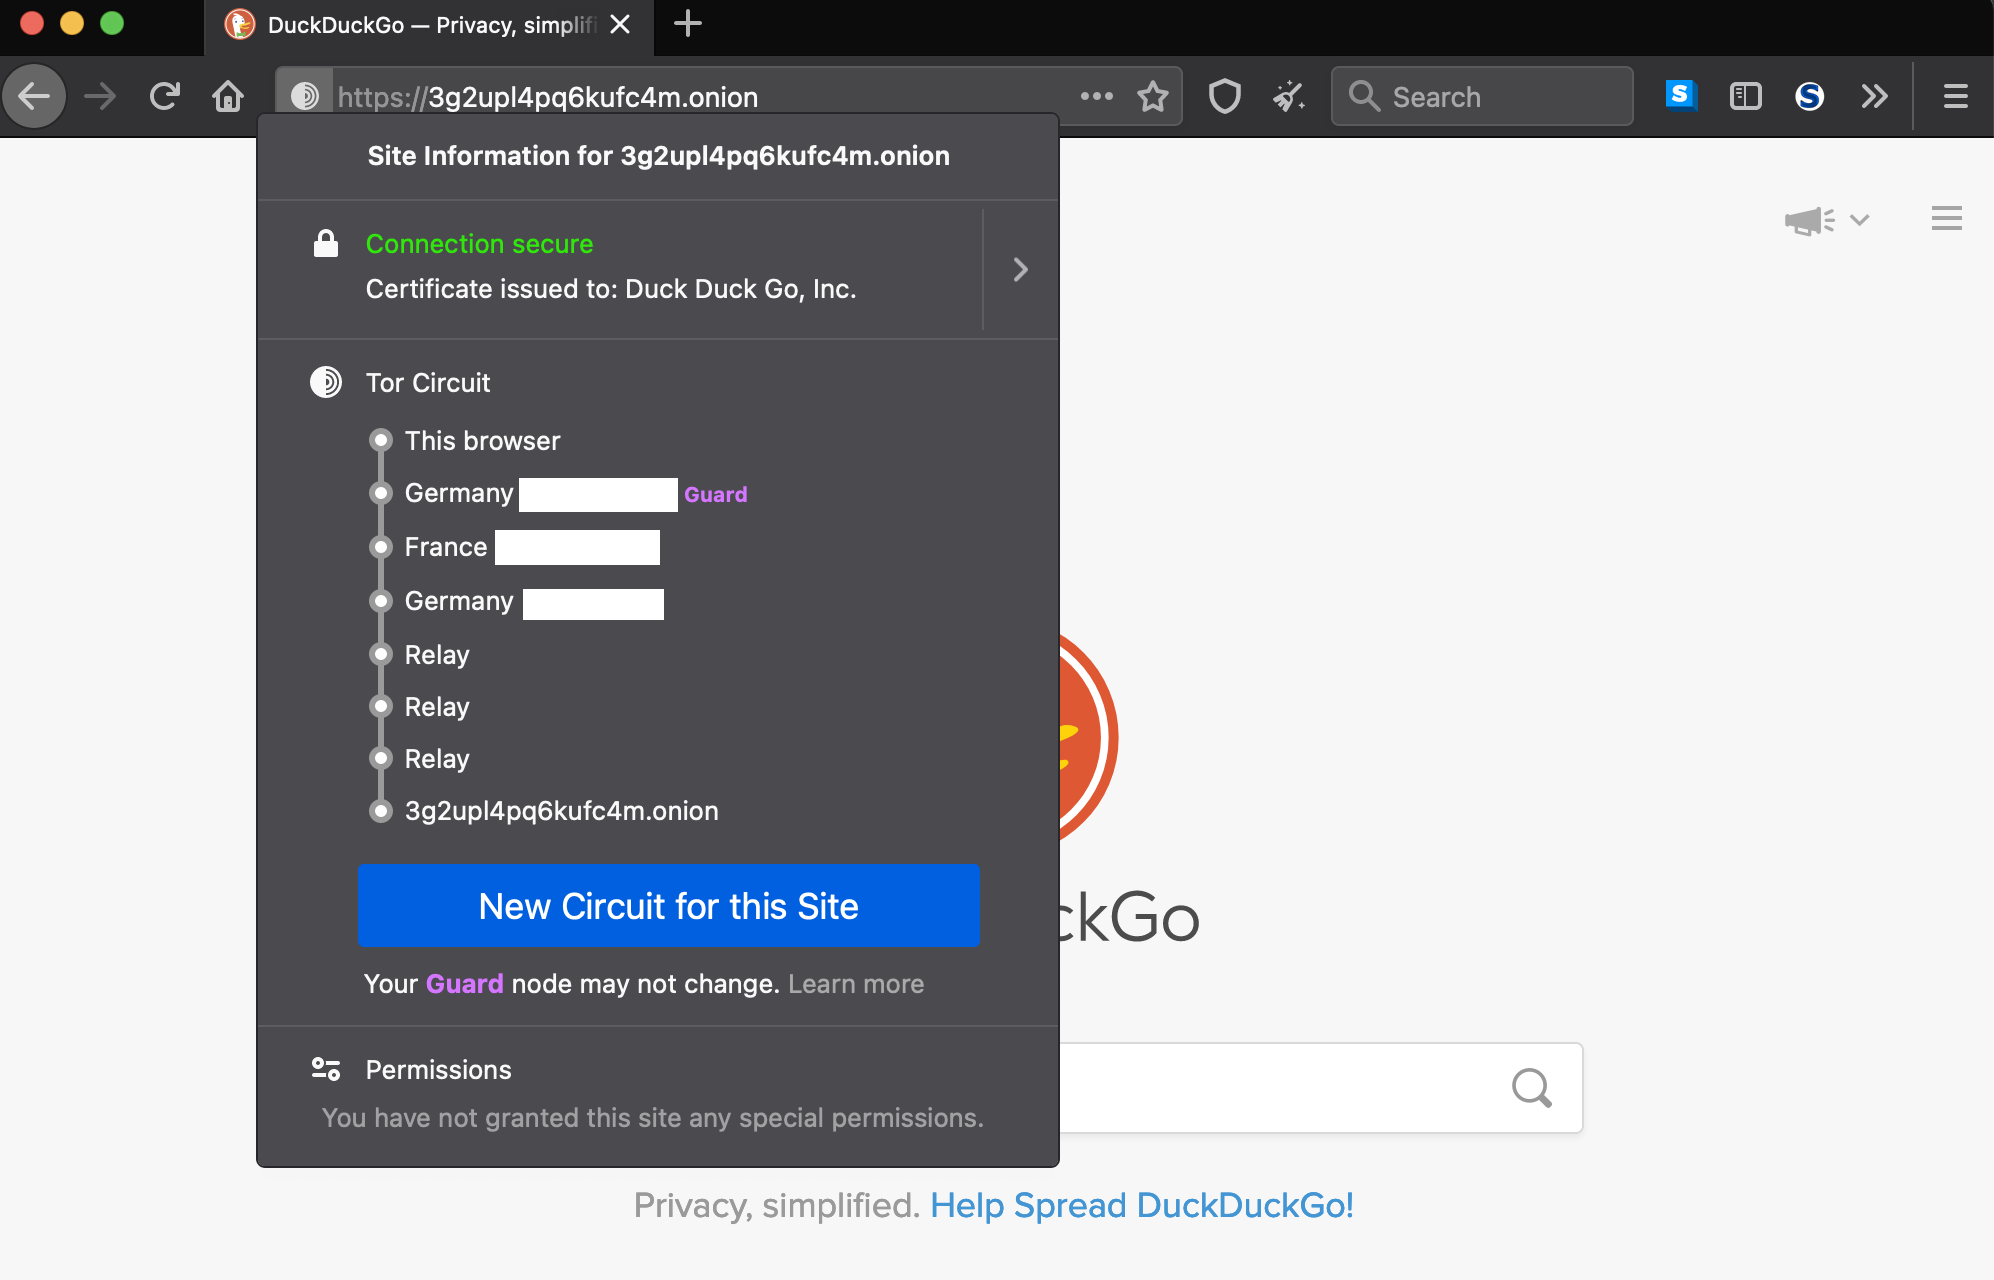 DuckDuckGo — Privacy, simplifi
https://3g2upl4pq6kufc4m.onion
Search
Site Information for 3g2upl4pq6kufc4m.onion
Connection secure
Certificate issued to: Duck Duck Go, Inc.
Tor Circuit
This browser
Germany Guard
France
Germany
Relay
Relay
Relay
3g2upl4pq6kufc4m.onion
New Circuit for this Site
ckGo
Your Guard node may not change. Learn more
Permissions
You have not granted this site any special permissions.
Privacy, simplified. Help Spread DuckDuckGo!